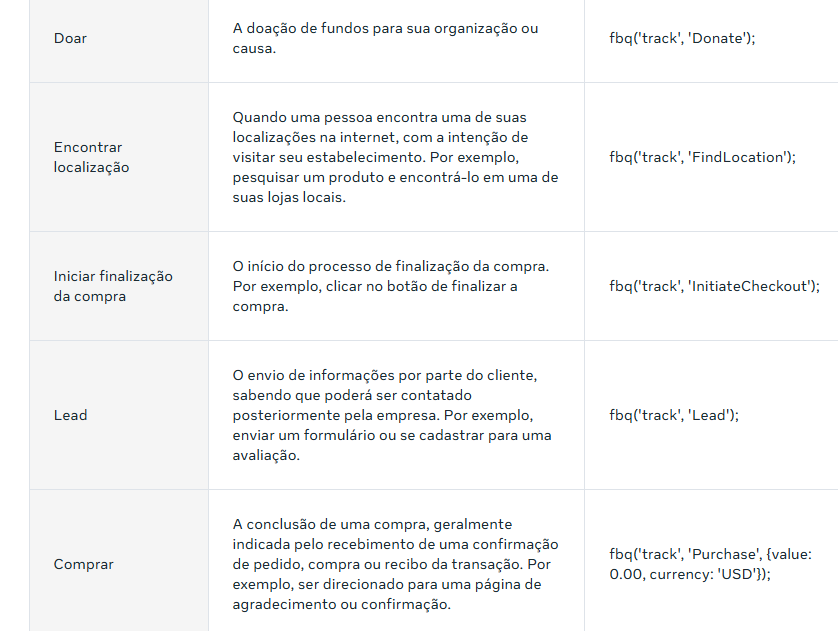 Doar
A doação de fundos para sua organização ou
causa.
fbq('track', 'Donate');
Encontrar
localização
Quando uma pessoa encontra uma de suas
localizações na internet, com a intenção de
visitar seu estabelecimento. Por exemplo,
pesquisar um produto e encontrá-lo em uma de
suas lojas locais.
fbq('track', 'FindLocation');
Iniciar finalização
da compra
O início do processo de finalização da compra.
Por exemplo, clicar no botão de finalizar a
compra.
fbq('track', 'InitiateCheckout');
Lead
O envio de informações por parte do cliente,
sabendo que poderá ser contatado
posteriormente pela empresa. Por exemplo,
enviar um formulário ou se cadastrar para uma
avaliação.
fbq('track', 'Lead');
Comprar
A conclusão de uma compra, geralmente
indicada pelo recebimento de uma confirmação
de pedido, compra ou recibo da transação. Por
exemplo, ser direcionado para uma página de
agradecimento ou confirmação.
fbq('track', 'Purchase', {value:
0.00, currency: 'USD'});